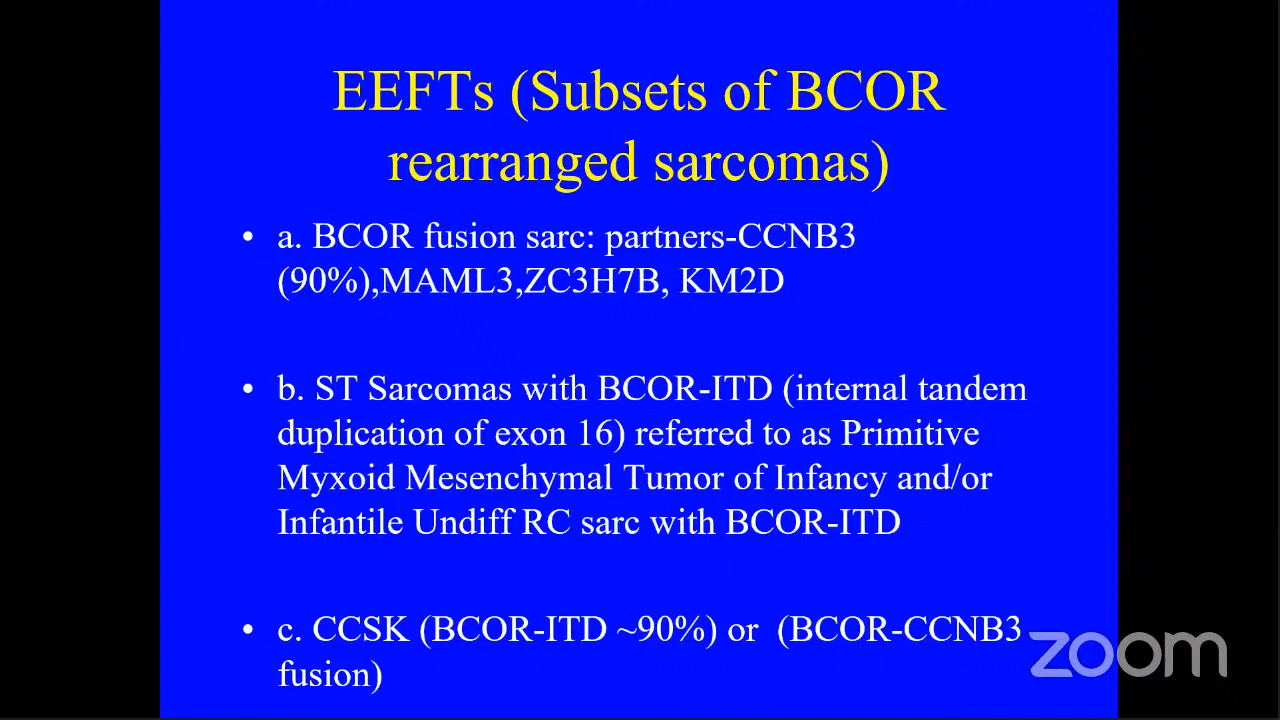 EEFTs (Subsets of BCOR
rearranged sarcomas)
• a. BCOR fusion sarc: partners-CCNB3
(90%),MAML3,ZC3H7B, KM2D
• b. ST Sarcomas with BCOR-ITD (internal tandem
duplication of exon 16) referred to as Primitive
Myxoid Mesenchymal Tumor of Infancy and/or
Infantile Undiff RC sarc with BCOR-ITD
• c. CCSK (BCOR-ITD ~90%) or (BCOR-CCNB3
fusion)
zoom